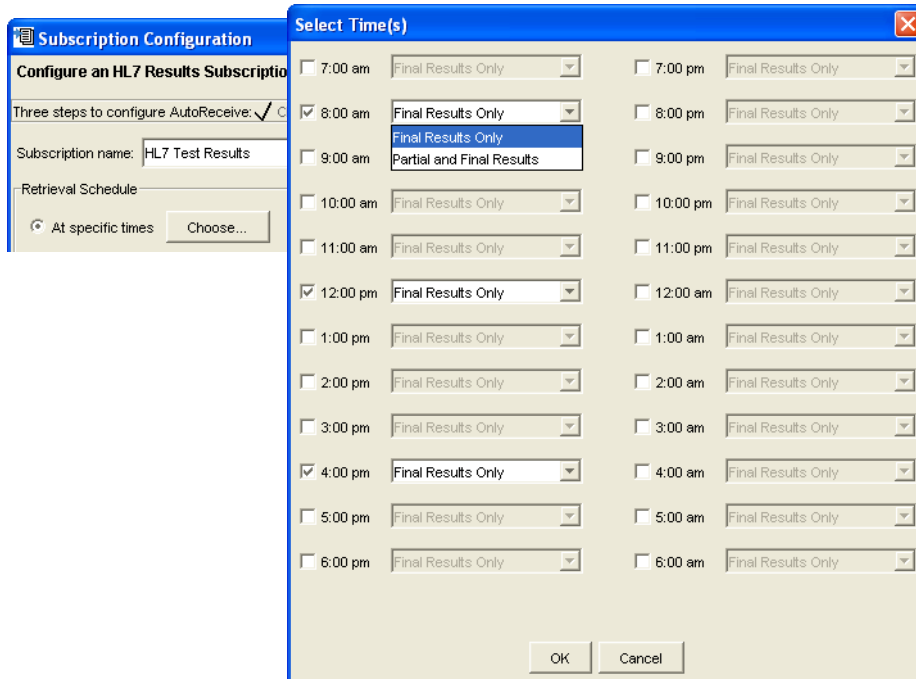 Subscription Configuration
Configure an HL7 Results Subscriptio
Three steps to configure AutoReceive: C
Subscription name: HL7 Test Results
Retrieval Schedule
At specific times Choose...
Select Time(s)
7:00 am Final Results Only 7:00 pm Final Results Only
8:00 am Final Results Only 8:00 pm Final Results Only
Final Results Only
Partial and Final Results
9:00 am 9:00 pm Final Results Only
10:00 am Final Results Only 10:00 pm Final Results Only
11:00 am Final Results Only 11:00 pm Final Results Only
12:00 pm Final Results Only 12:00 am Final Results Only
1:00 pm Final Results Only 1:00 am Final Results Only
2:00 pm Final Results Only 2:00 am Final Results Only
3:00 pm Final Results Only 3:00 am Final Results Only
4:00 pm Final Results Only 4:00 am Final Results Only
5:00 pm Final Results Only 5:00 am Final Results Only
6:00 pm Final Results Only 6:00 am Final Results Only
OK Cancel